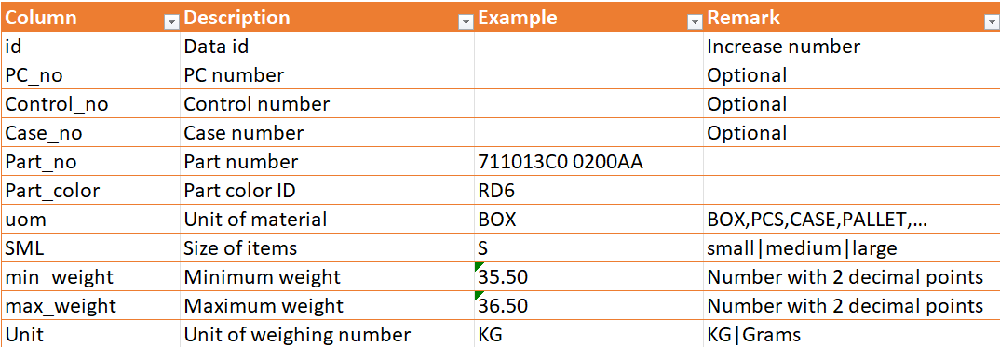 Column Description Example Remark
id Data id Increase number
PC_no PC number Optional
Control_no Control number Optional
Case_no Case number Optional
Part_no Part number 711013C0 0200AA
Part_color Part color ID RD6
uom Unit of material BOX BOX,PCS,CASE,PALLET,...
SML Size of items S small|medium|large
min_weight Minimum weight 35.50 Number with 2 decimal points
max_weight Maximum weight 36.50 Number with 2 decimal points
Unit Unit of weighing number KG KG|Grams